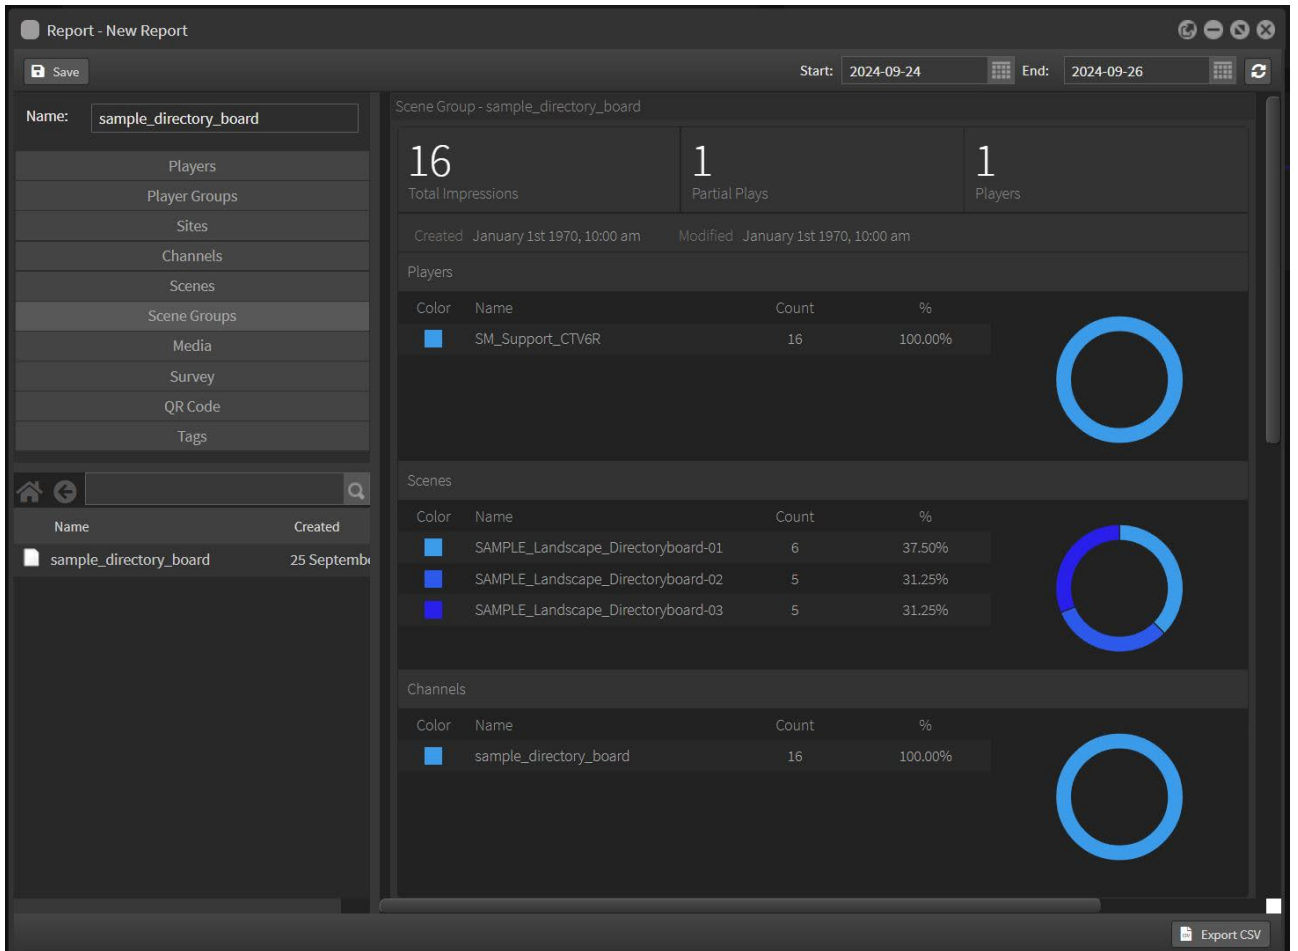 Report - New Report
Save
Start: 2024-09-24 End: 2024-09-26
Name: sample_directory_board
Players
Player Groups
Sites
Channels
Scenes
Scene Groups
Media
Survey
QR Code
Tags
Name Created
sample_directory_board 25 Septembe
Scene Group - sample_directory_board
16 1 1
Total Impressions Partial Plays Players
Created January 1st 1970, 10:00 am Modified January 1st 1970, 10:00 am
Players
Color Name Count %
SM_Support_CTV6R 16 100.00%
Scenes
Color Name Count %
SAMPLE_Landscape_Directoryboard-01 6 37.50%
SAMPLE_Landscape_Directoryboard-02 5 31.25%
SAMPLE_Landscape_Directoryboard-03 5 31.25%
Channels
Color Name Count %
sample_directory_board 16 100.00%
Export CSV